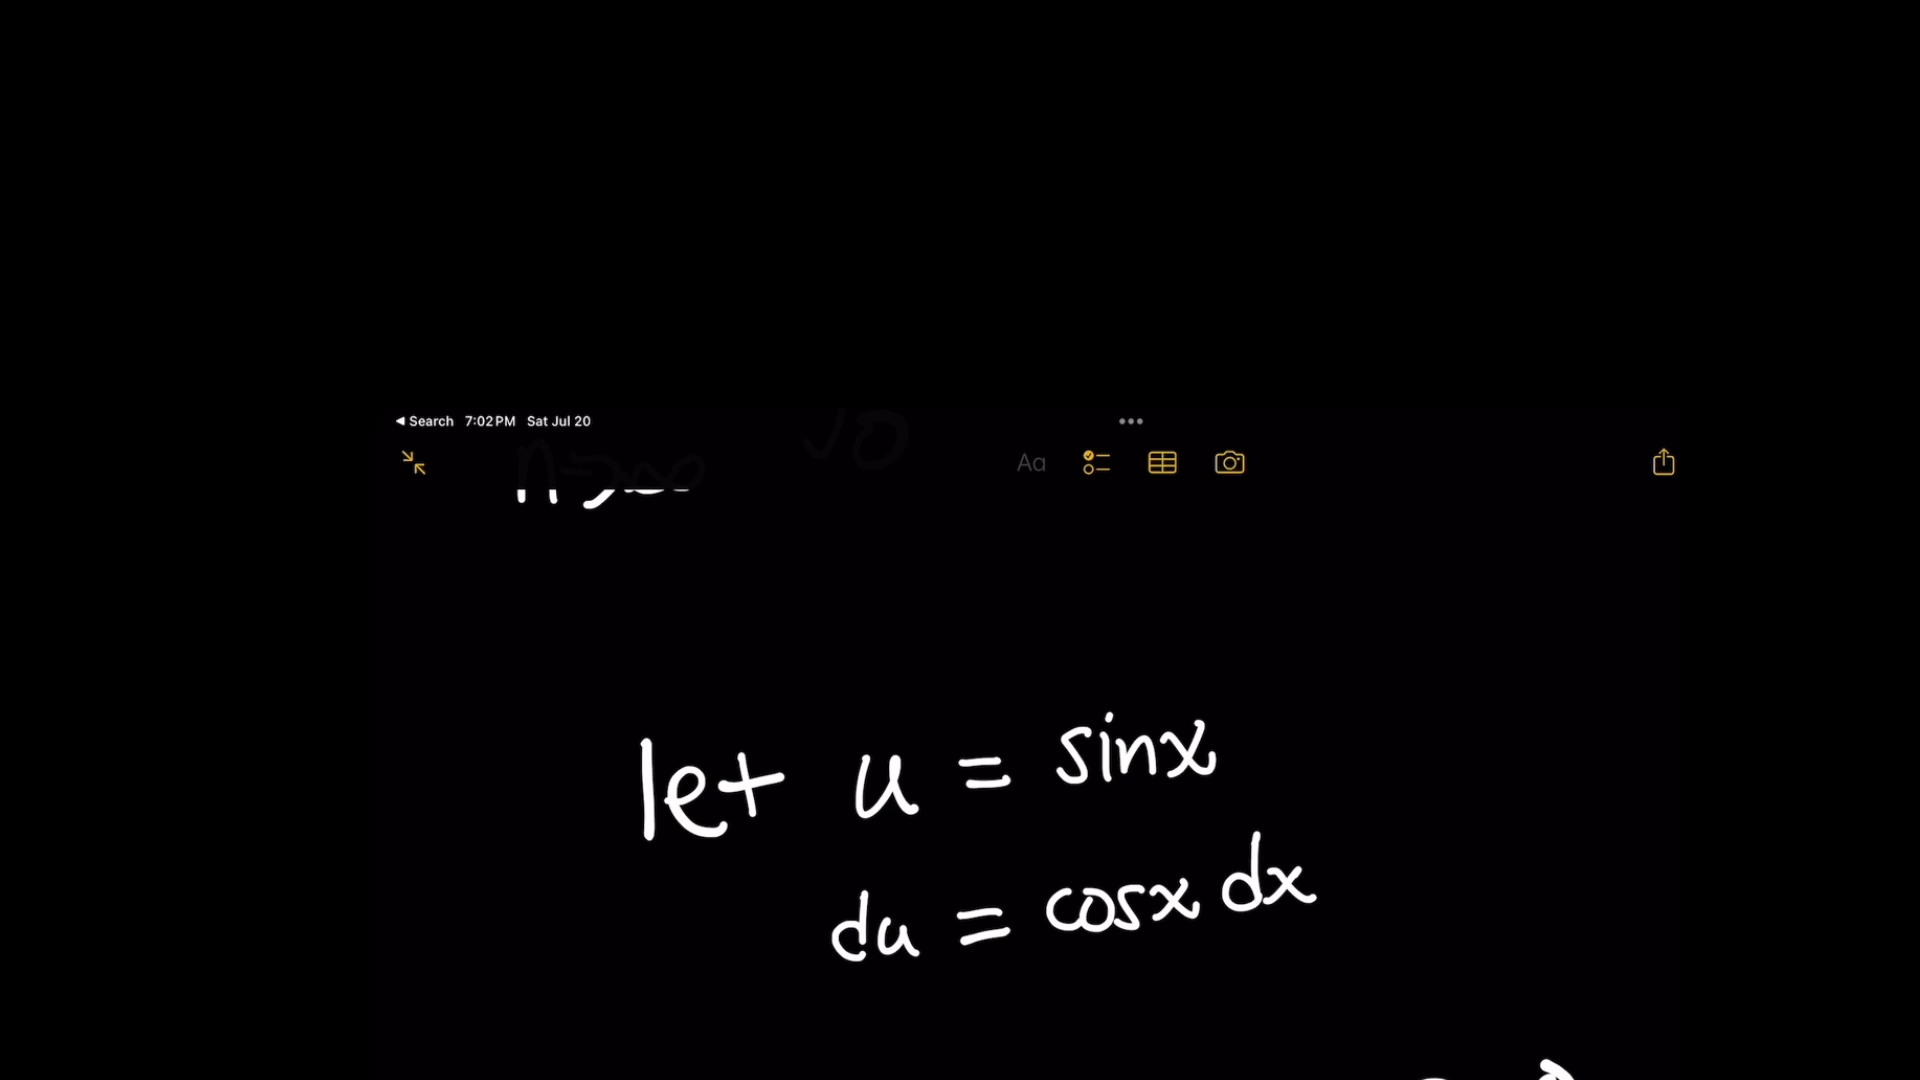 Search 7:02 PM Sat Jul 20
Aa
n→∞
let u = sinx
du = cosx dx